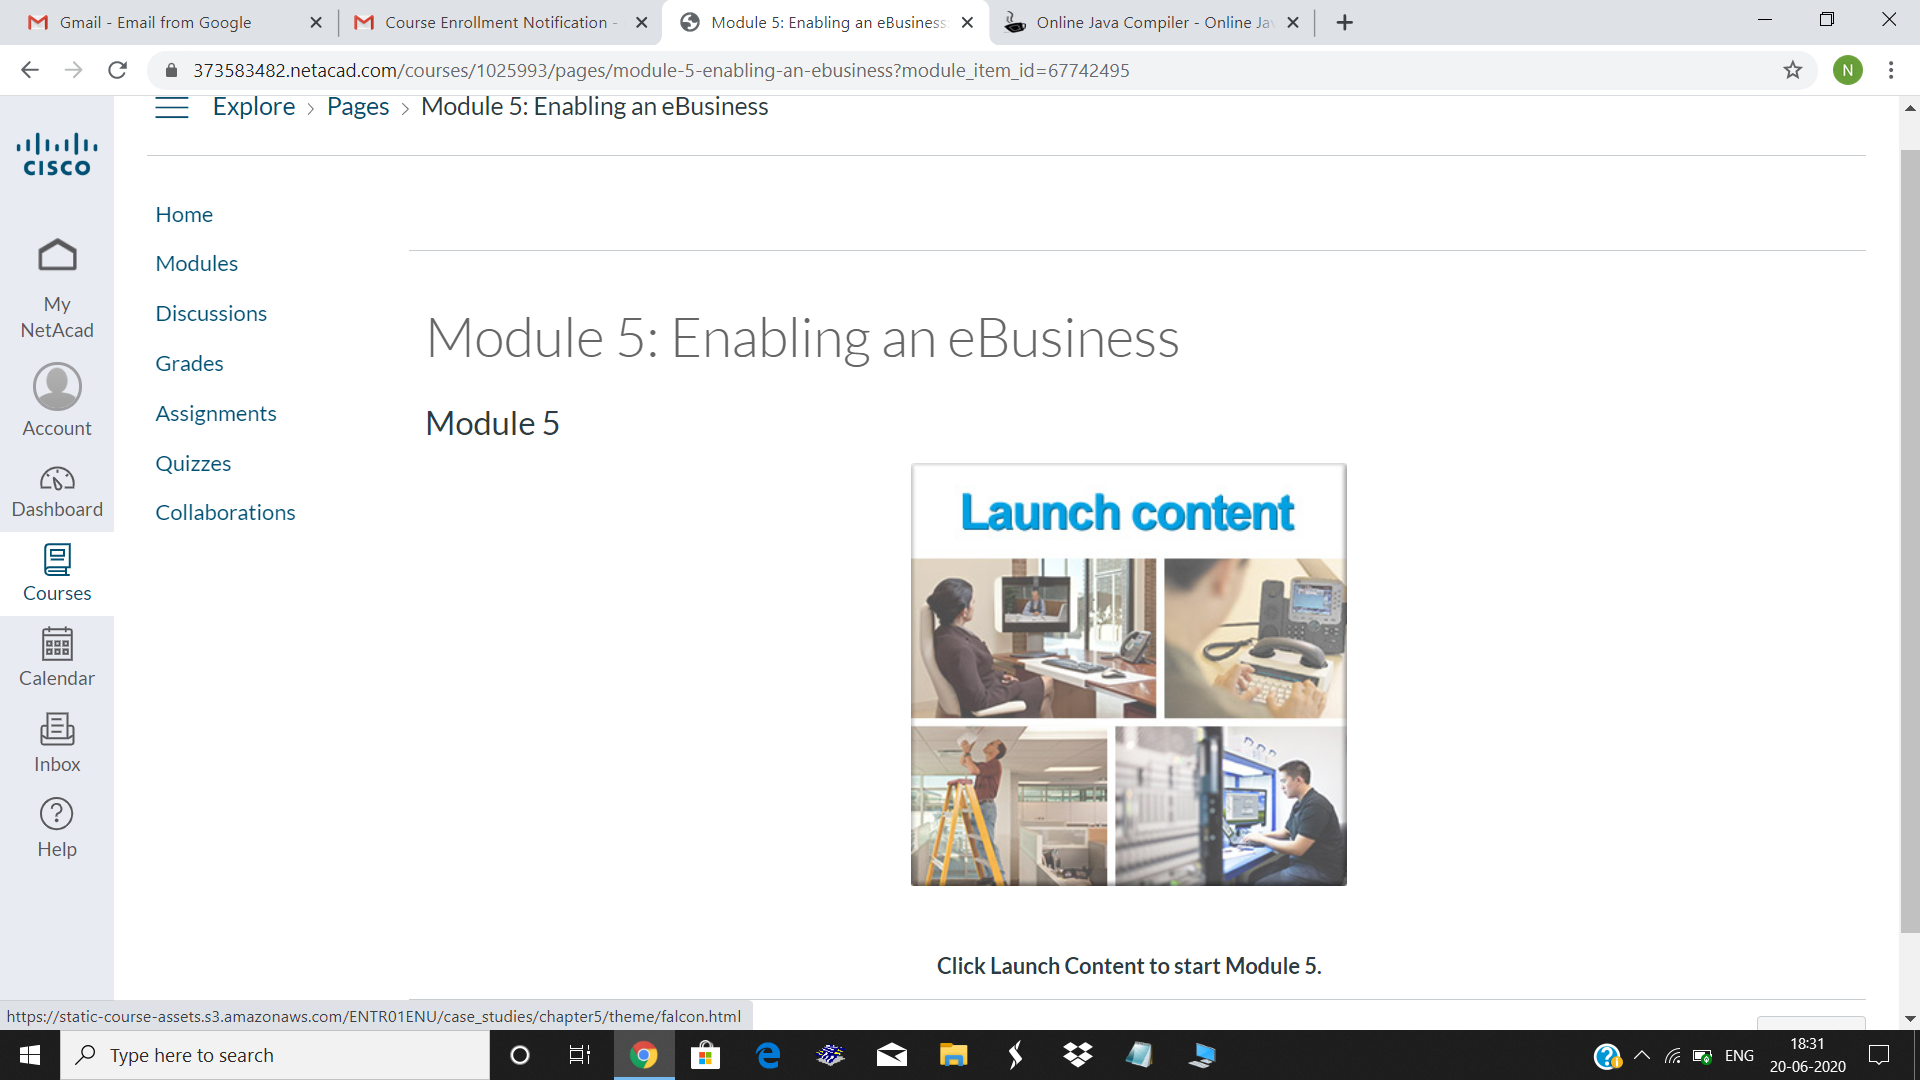 Gmail - Email from Google
Course Enrollment Notification -
Module 5: Enabling an eBusiness
Online Java Compiler - Online Ja
373583482.netacad.com/courses/1025993/pages/module-5-enabling-an-ebusiness?module_item_id=67742495
N
Explore › Pages › Module 5: Enabling an eBusiness
CISCO
My
NetAcad
Account
Dashboard
Courses
Calendar
Inbox
Help
Home
Modules
Discussions
Grades
Assignments
Quizzes
Collaborations
Module 5: Enabling an eBusiness
Module 5
Launch content
Click Launch Content to start Module 5.
https://static-course-assets.s3.amazonaws.com/ENTR01ENU/case_studies/chapter5/theme/falcon.html
Type here to search
ENG
18:31
20-06-2020